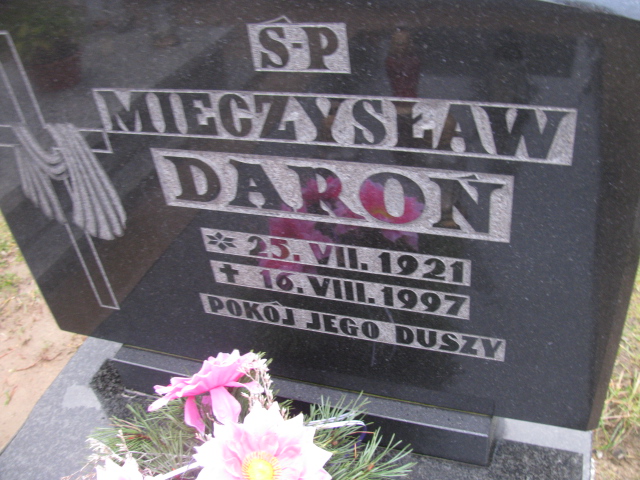 Ś-P
MIECZYSŁAW
DAROŃ
25. VII. 1921
16. VIII. 1997
POKÓJ JEGO DUSZY